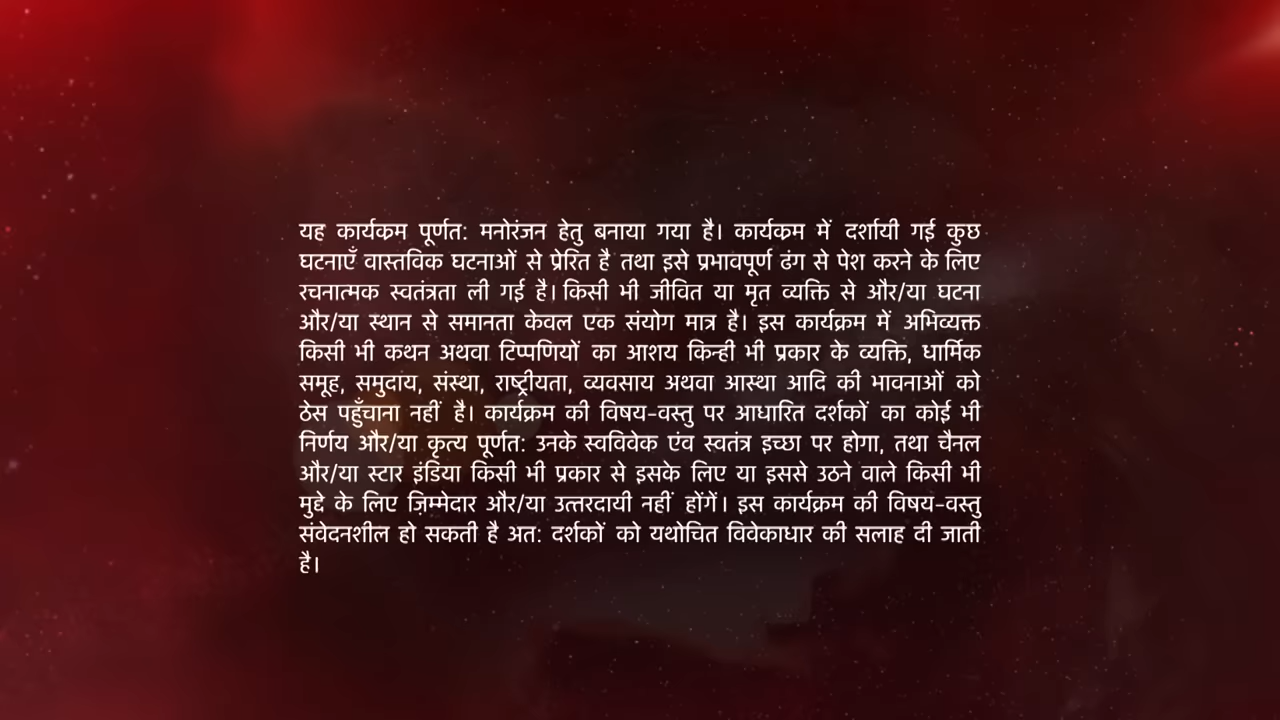 यह कार्यक्रम पूर्णत: मनोरंजन हेतु बनाया गया है। कार्यक्रम में दर्शायी गई कुछ
घटनाएँ वास्तविक घटनाओं से प्रेरित है तथा इसे प्रभावपूर्ण ढंग से पेश करने के लिए
रचनात्मक स्वतंत्रता ली गई है। किसी भी जीवित या मृत व्यक्ति से और/या घटना
और/या स्थान से समानता केवल एक संयोग मात्र है। इस कार्यक्रम में अभिव्यक्त
किसी भी कथन अथवा टिप्पणियों का आशय किन्ही भी प्रकार के व्यक्ति, धार्मिक
समूह, समुदाय, संस्था, राष्ट्रीयता, व्यवसाय अथवा आस्था आदि की भावनाओं को
ठेस पहुँचाना नहीं है। कार्यक्रम की विषय-वस्तु पर आधारित दर्शकों का कोई भी
निर्णय और/या कृत्य पूर्णत: उनके स्वविवेक एंव स्वतंत्र इच्छा पर होगा, तथा चैनल
और/या स्टार इंडिया किसी भी प्रकार से इसके लिए या इससे उठने वाले किसी भी
मुद्दे के लिए ज़िम्मेदार और/या उत्तरदायी नहीं होंगें। इस कार्यक्रम की विषय-वस्तु
संवेदनशील हो सकती है अत: दर्शकों को यथोचित विवेकाधार की सलाह दी जाती
है।